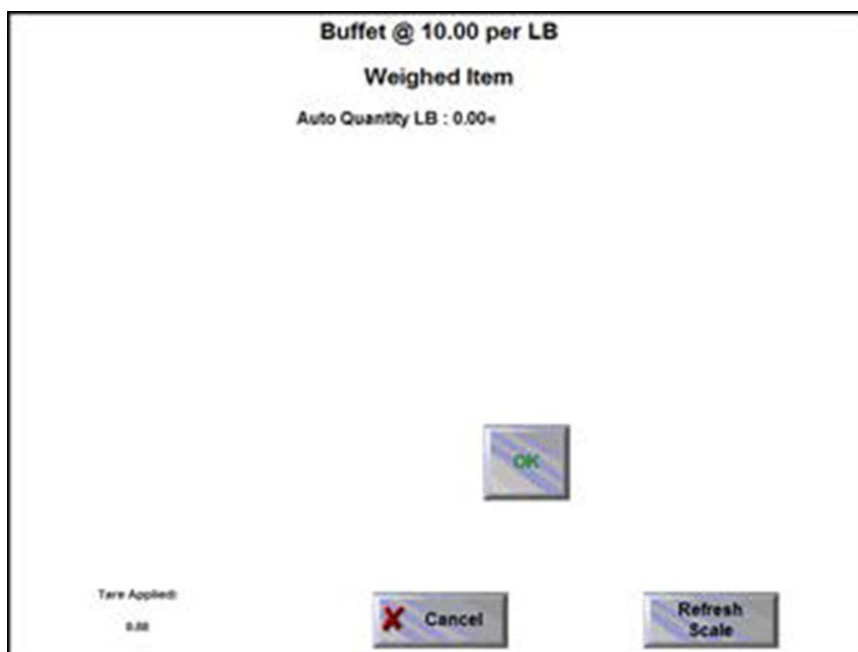 Buffet @ 10.00 per LB
Weighed Item
Auto Quantity LB : 0.00<
OK
Tare Applied:
0.00
Cancel
Refresh
Scale